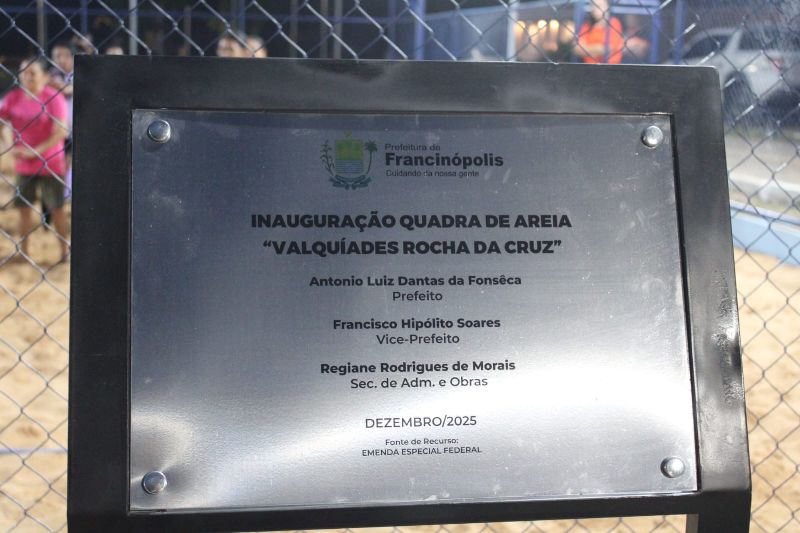 Prefeitura de
Francinópolis
Cuidando da nossa gente
INAUGURAÇÃO QUADRA DE AREIA
“VALQUÍADES ROCHA DA CRUZ”
Antonio Luiz Dantas da Fonsêca
Prefeito
Francisco Hipólito Soares
Vice-Prefeito
Regiane Rodrigues de Morais
Sec. de Adm. e Obras
DEZEMBRO/2025
Fonte de Recurso:
EMENDA ESPECIAL FEDERAL